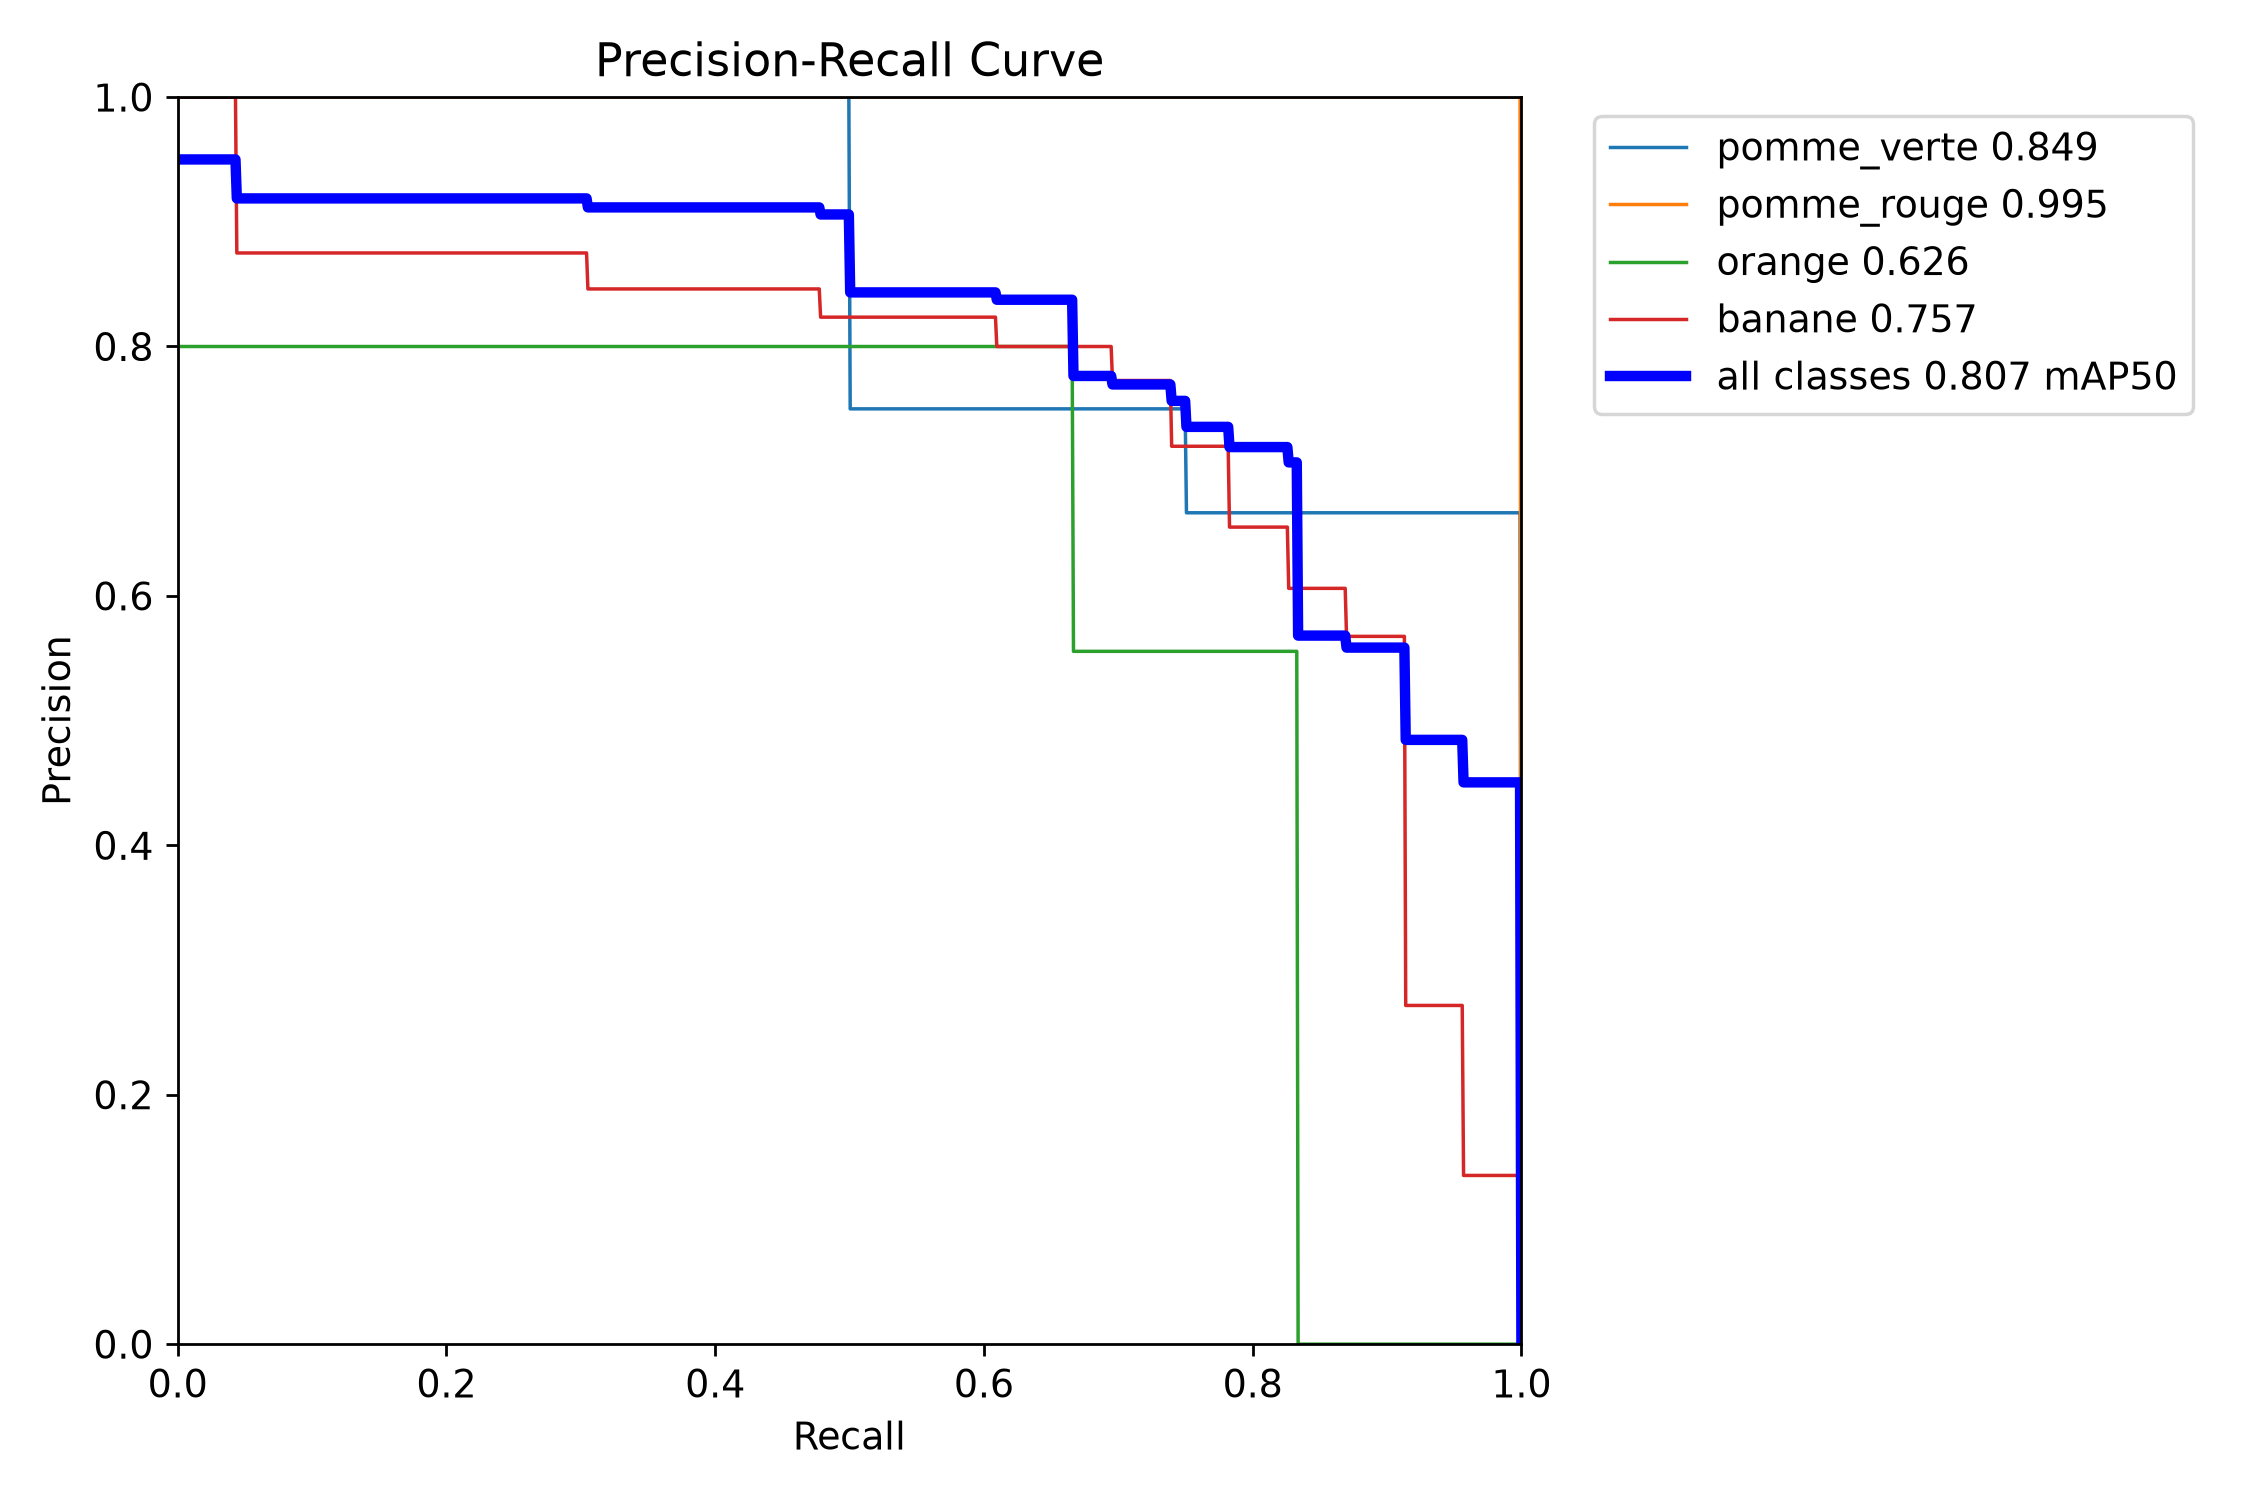 Precision-Recall Curve
1.0
0.8
0.6
0.4
0.2
0.0
Precision
0.0 0.2 0.4 0.6 0.8 1.0
Recall
pomme_verte 0.849
pomme_rouge 0.995
orange 0.626
banane 0.757
all classes 0.807 mAP50